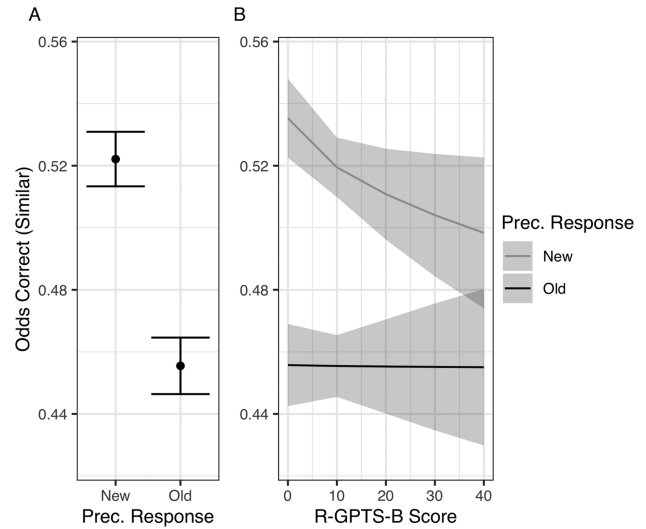 A
B
Odds Correct (Similar)
0.56
0.52
0.48
0.44
New
Old
Prec. Response
0.56
0.52
0.48
0.44
0
10
20
30
40
R-GPTS-B Score
Prec. Response
New
Old